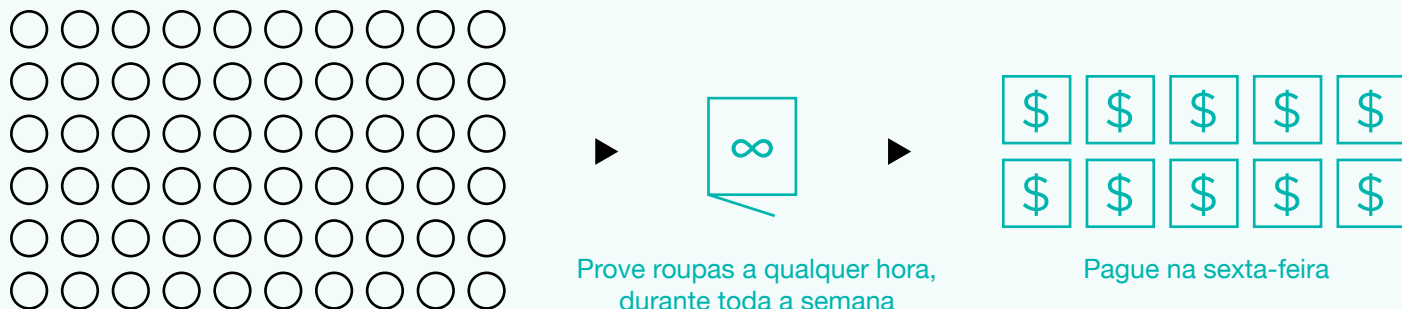 ∞
$ $ $ $ $
$ $ $ $ $
Prove roupas a qualquer hora,
durante toda a semana
Pague na sexta-feira